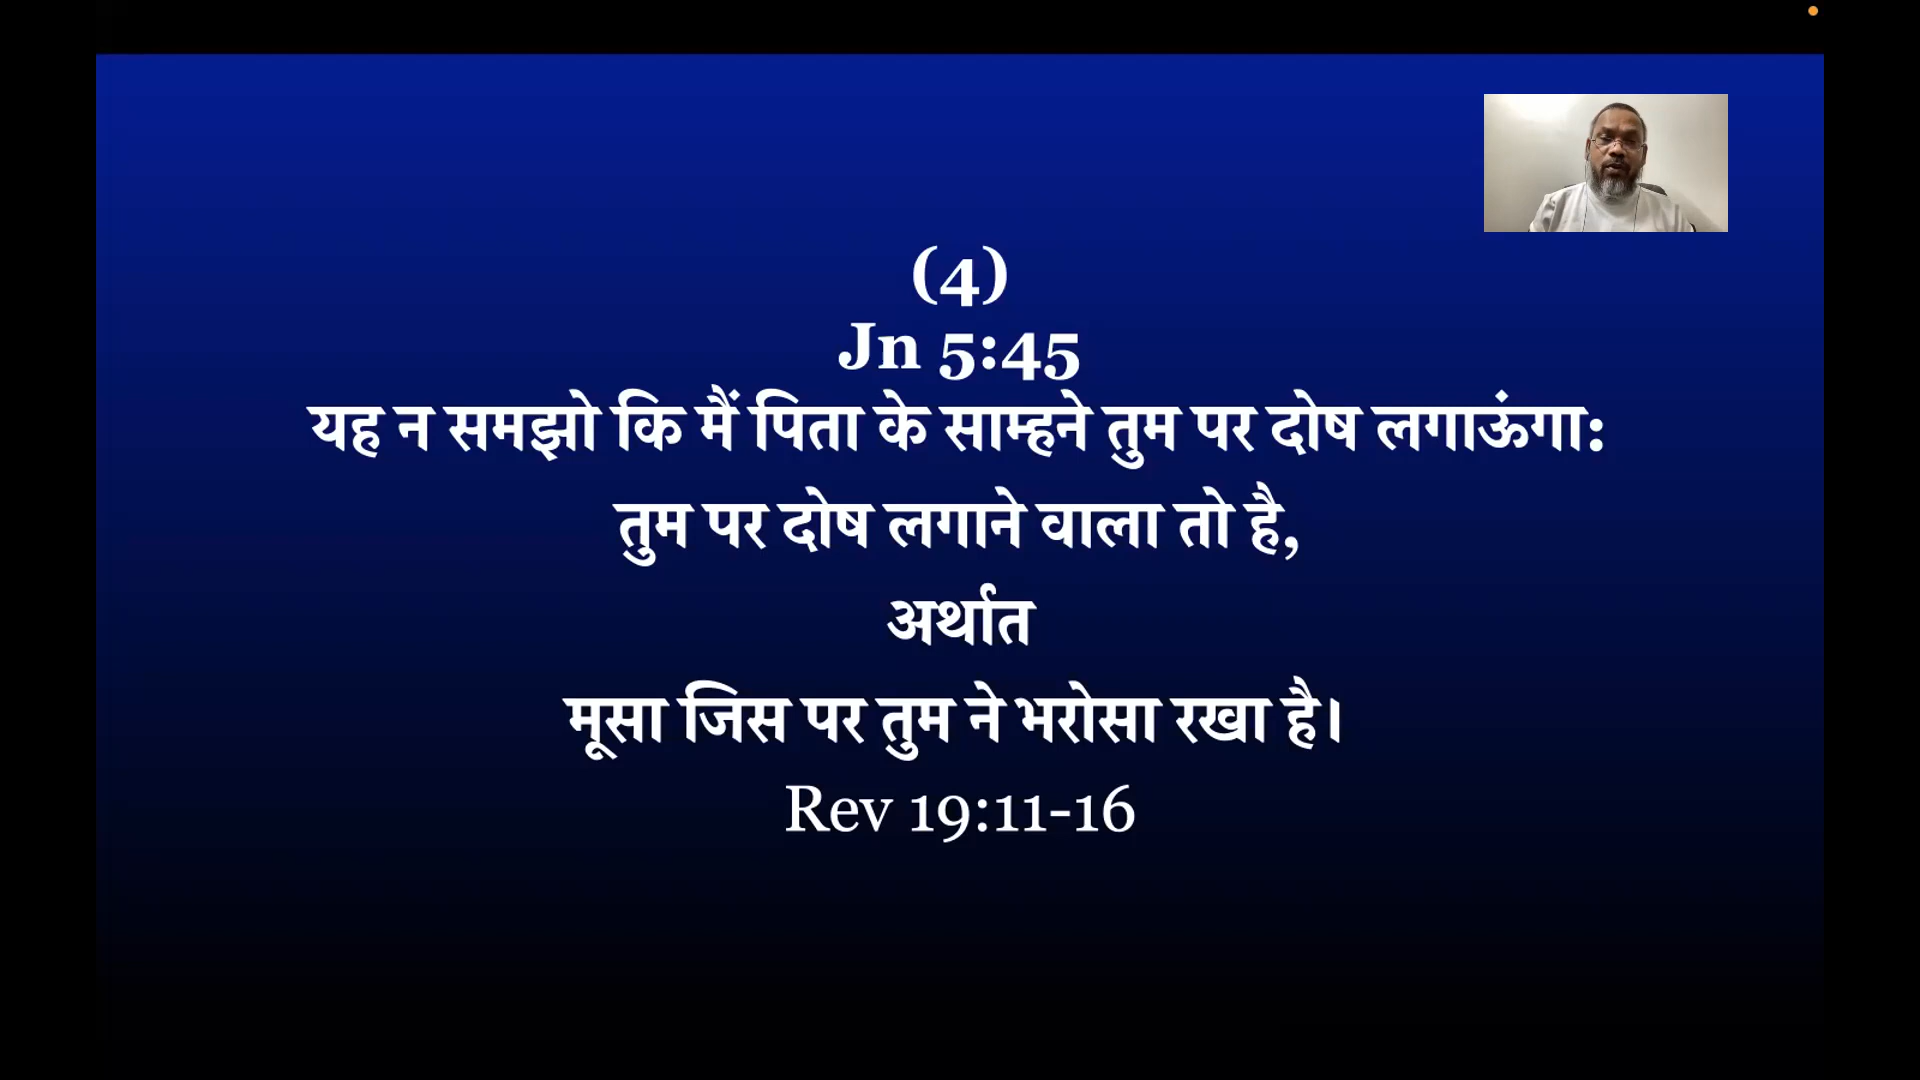 (4)
Jn 5:45
यह न समझो कि मैं पिता के साम्हने तुम पर दोष लगाऊंगा:
तुम पर दोष लगाने वाला तो है,
अर्थात
मूसा जिस पर तुम ने भरोसा रखा है।
Rev 19:11-16